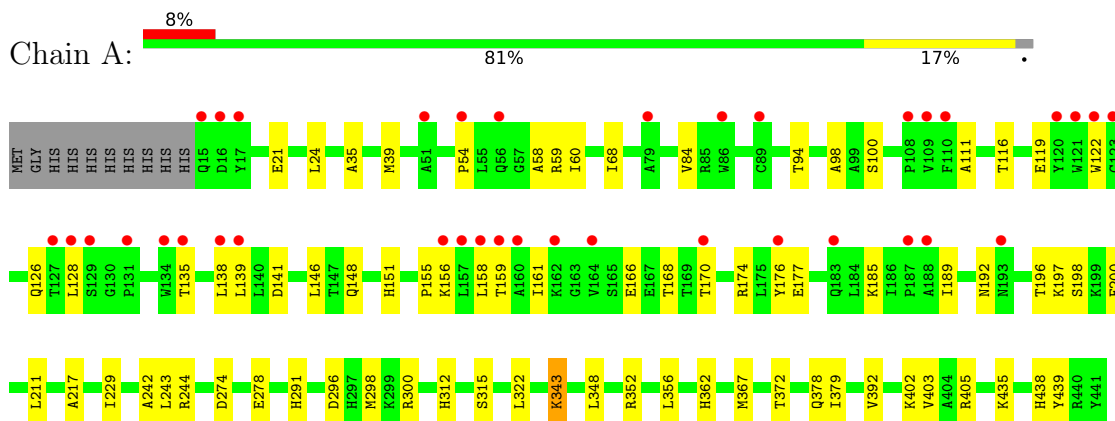 8%
Chain A:
81% 17% •
MET GLY HIS HIS HIS HIS HIS HIS HIS HIS Q15 D16 Y17 E21 L24 A35 M39 A51 P54 L55 Q56 G57 A58 R59 I60 I68 A79 V84 R85 W86 C89 T94 A98 A99 S100 P108 V109 F110 A111 T116 E119 Y120 W121 W122 G123
Q126 T127 L128 S129 G130 P131 W134 T135 L138 L139 L140 D141 L146 T147 Q148 H151 P155 K156 L157 L158 T159 A160 I161 K162 G163 V164 S165 E166 E167 T168 T169 T170 R174 L175 Y176 E177 Q183 L184 K185 I186 P187 A188 I189 N192 N193 T196 K197 S198 K199
L211 A217 I229 A242 L243 R244 D274 E278 H291 D296 H297 M298 K299 R300 H312 S315 L322 K343 L348 R352 L356 H362 M367 T372 Q378 I379 V392 K402 V403 A404 R405 K435 H438 Y439 R440 Y441